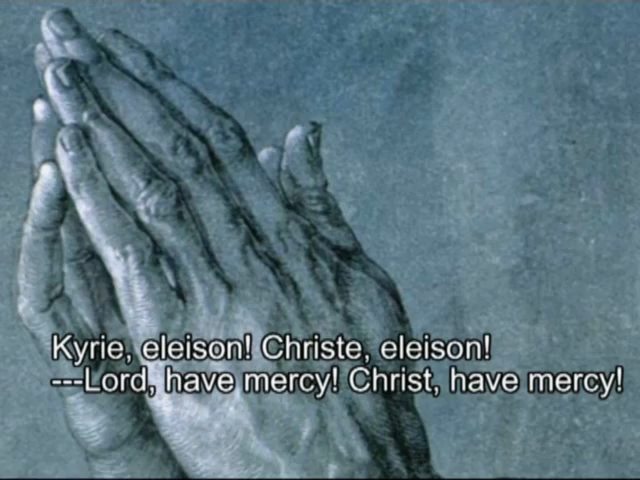 Kyrie, eleison! Christe, eleison!
---Lord, have mercy! Christ, have mercy!